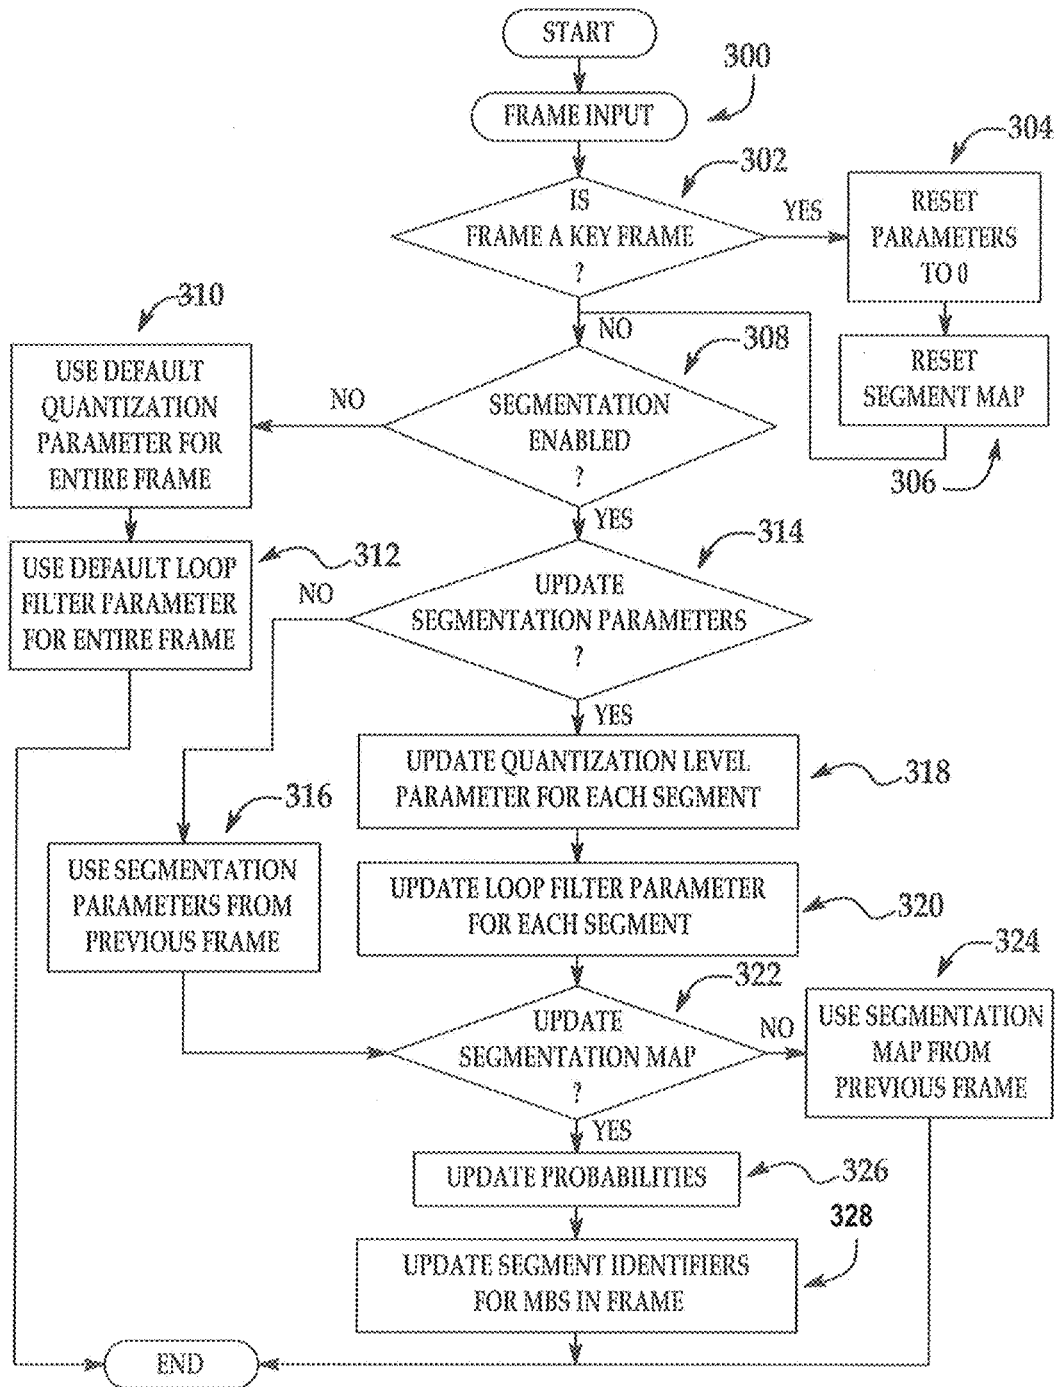 START
300
FRAME INPUT
304
302
IS
FRAME A KEY FRAME
?
YES
RESET
PARAMETERS
TO 0
310
NO
308
RESET
SEGMENT MAP
USE DEFAULT
QUANTIZATION
PARAMETER FOR
ENTIRE FRAME
NO
SEGMENTATION
ENABLED
?
306
YES
314
USE DEFAULT LOOP
FILTER PARAMETER
FOR ENTIRE FRAME
312
NO
UPDATE
SEGMENTATION PARAMETERS
?
YES
UPDATE QUANTIZATION LEVEL
PARAMETER FOR EACH SEGMENT
318
316
USE SEGMENTATION
PARAMETERS FROM
PREVIOUS FRAME
UPDATE LOOP FILTER PARAMETER
FOR EACH SEGMENT
320
324
322
UPDATE
SEGMENTATION MAP
?
NO
USE SEGMENTATION
MAP FROM
PREVIOUS FRAME
YES
UPDATE PROBABILITIES
326
328
UPDATE SEGMENT IDENTIFIERS
FOR MBS IN FRAME
END